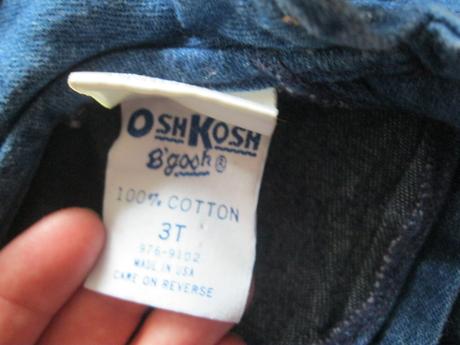 OSHKOSH
B'gosh ®
100% COTTON
3T
976-9102
MADE IN USA
CARE ON REVERSE